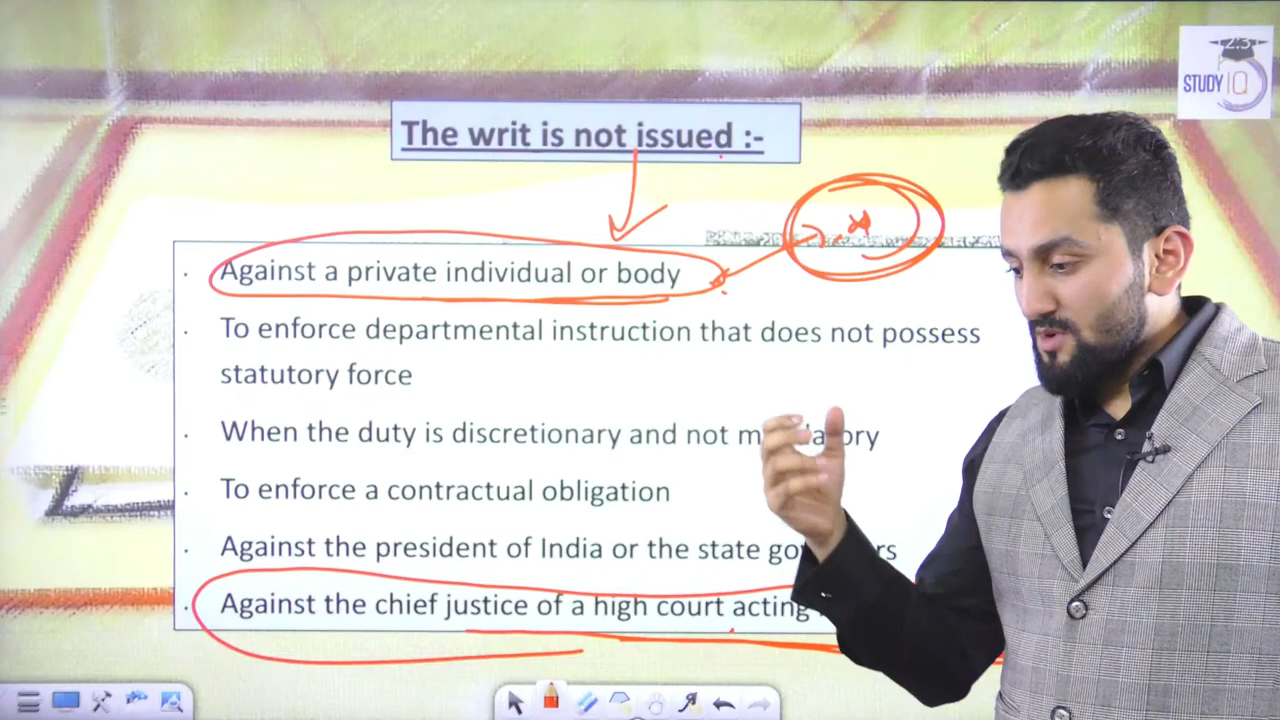 STUDY IQ
The writ is not issued :-
Against a private individual or body
To enforce departmental instruction that does not possess
statutory force
When the duty is discretionary and not
To enforce a contractual obligation
Against the president of India or the state
Against the chief justice of a high court acting